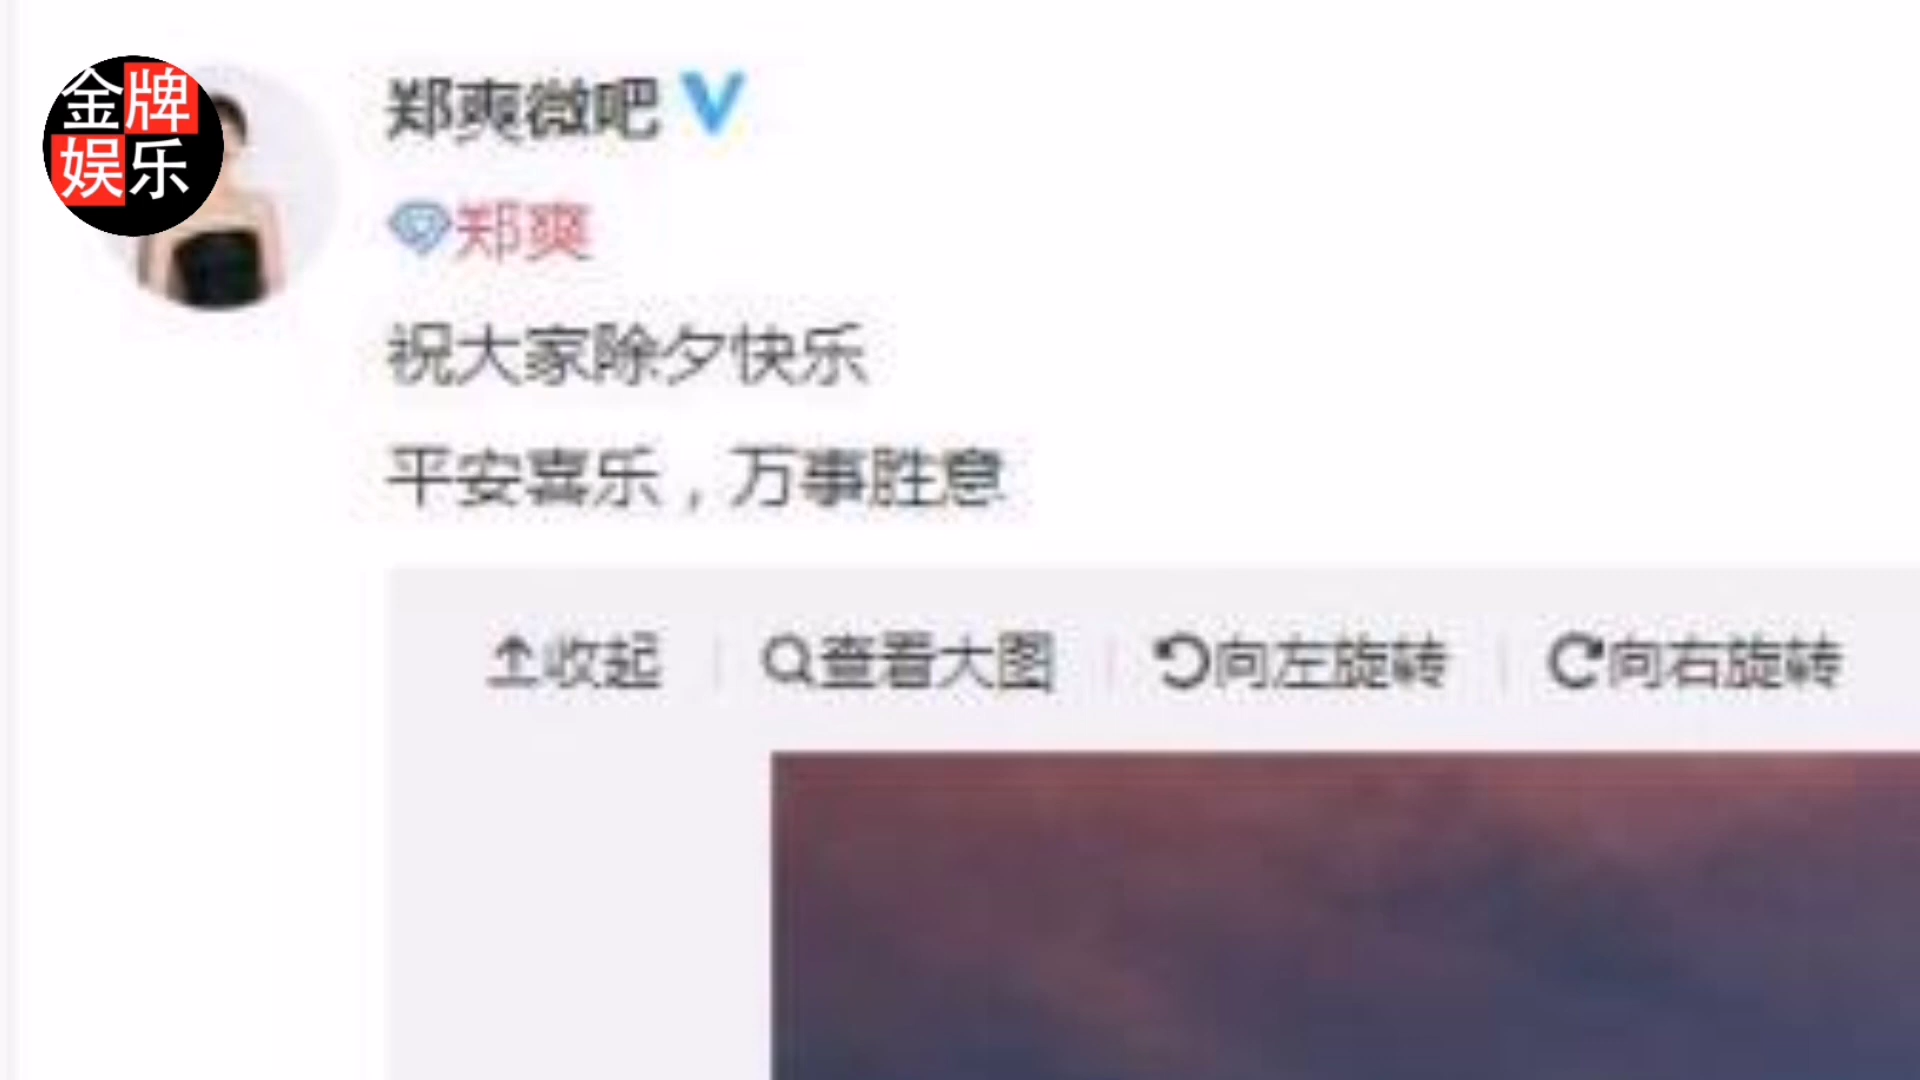 金牌
娱乐
郑爽微吧
郑爽
祝大家除夕快乐
平安喜乐，万事胜意
收起
查看大图
向左旋转
向右旋转